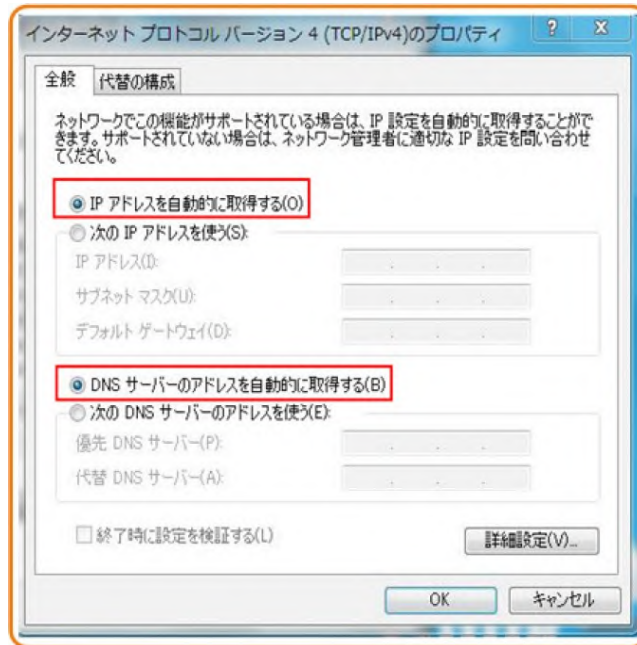 インターネット プロトコル バージョン 4 (TCP/IPv4)のプロパティ
全般
代替の構成
ネットワークでこの機能がサポートされている場合は、IP 設定を自動的に取得することがで
きます。サポートされていない場合は、ネットワーク管理者に適切な IP 設定を問い合わせ
てください。
IP アドレスを自動的に取得する(O)
次の IP アドレスを使う(S):
IP アドレス(I):
サブネット マスク(U):
デフォルト ゲートウェイ(D):
DNS サーバーのアドレスを自動的に取得する(B)
次の DNS サーバーのアドレスを使う(E):
優先 DNS サーバー(P):
代替 DNS サーバー(A):
終了時に設定を検証する(L)
詳細設定(V)...
OK
キャンセル